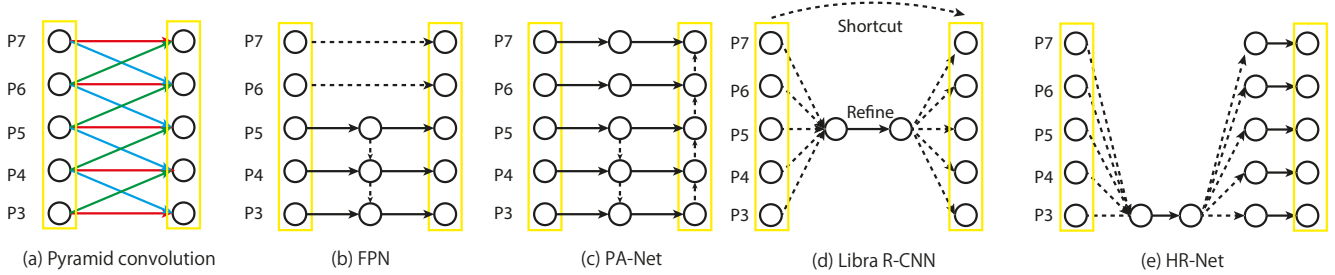 P7
P6
P5
P4
P3
(a) Pyramid convolution
P7
P6
P5
P4
P3
(b) FPN
P7
P6
P5
P4
P3
(c) PA-Net
Shortcut
P7
P6
P5
P4
P3
Refine
(d) Libra R-CNN
P7
P6
P5
P4
P3
(e) HR-Net